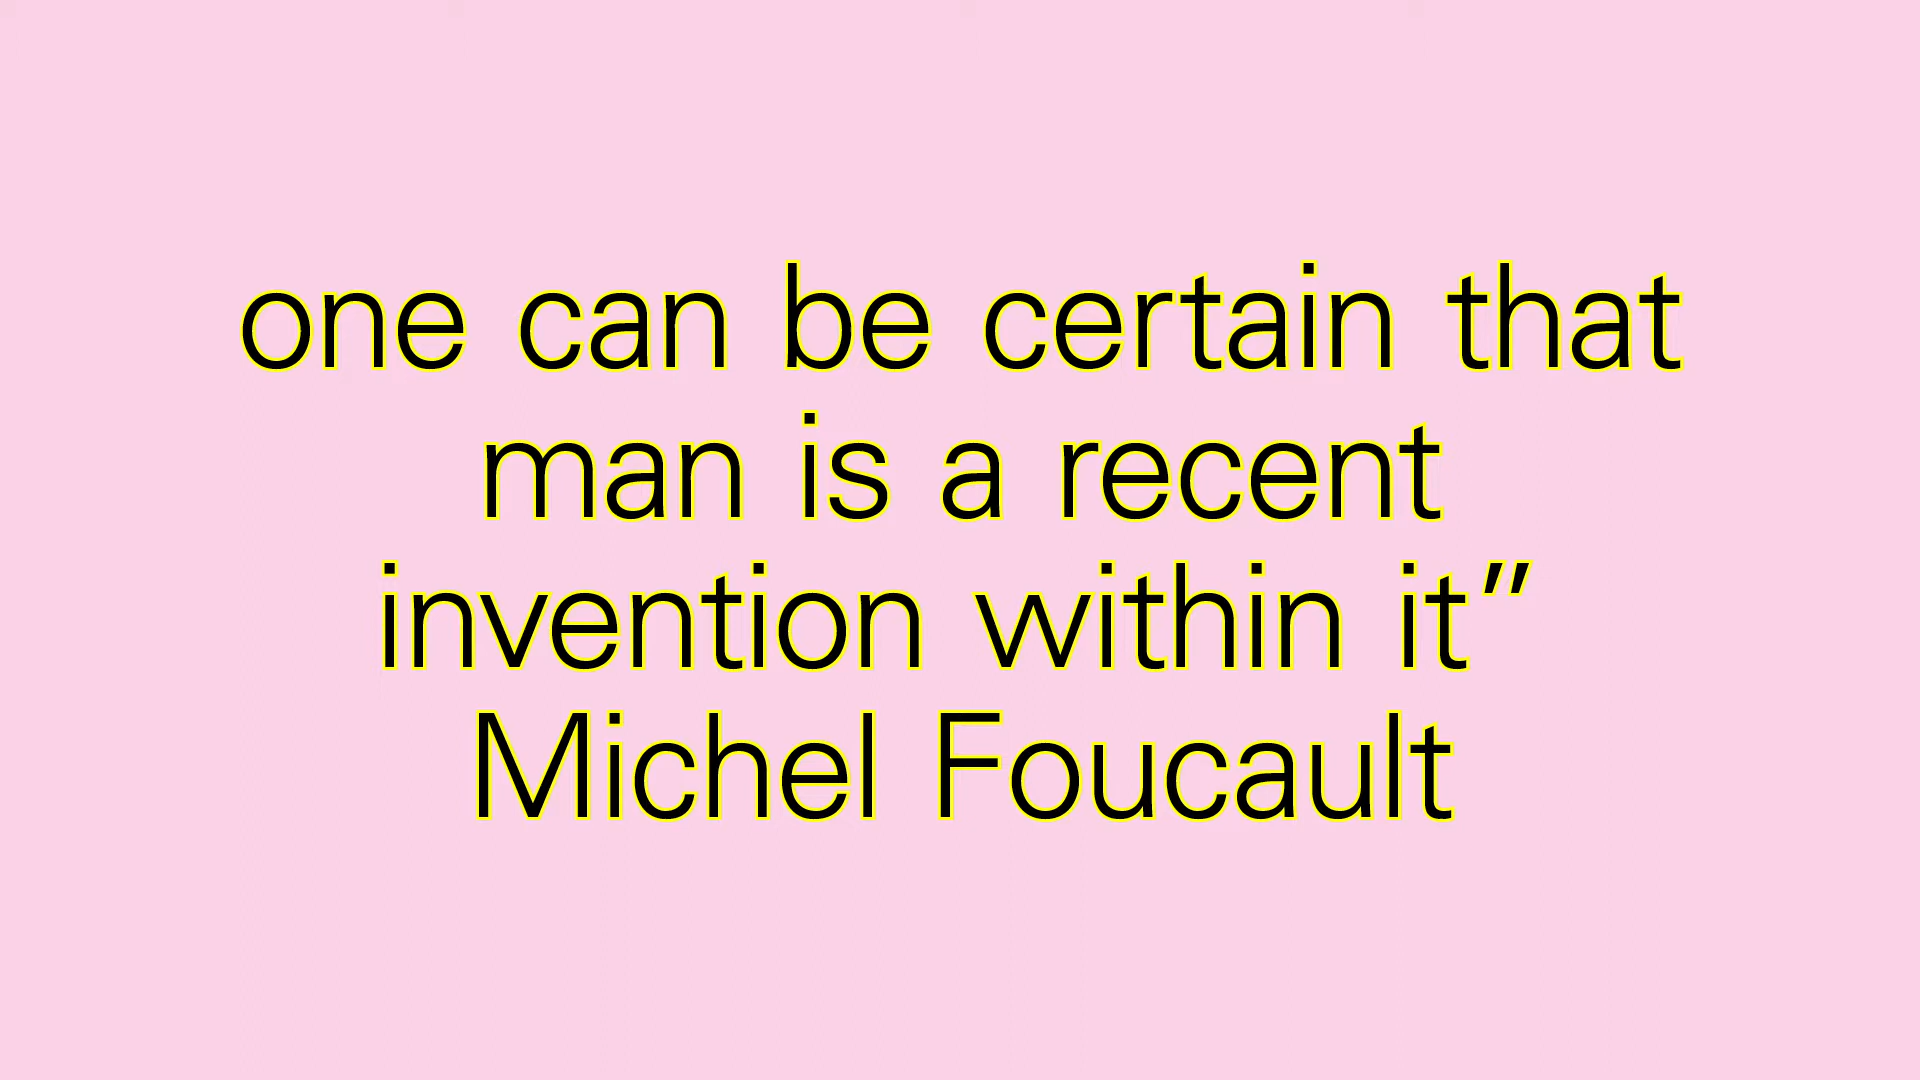 one can be certain that
man is a recent
invention within it”
Michel Foucault